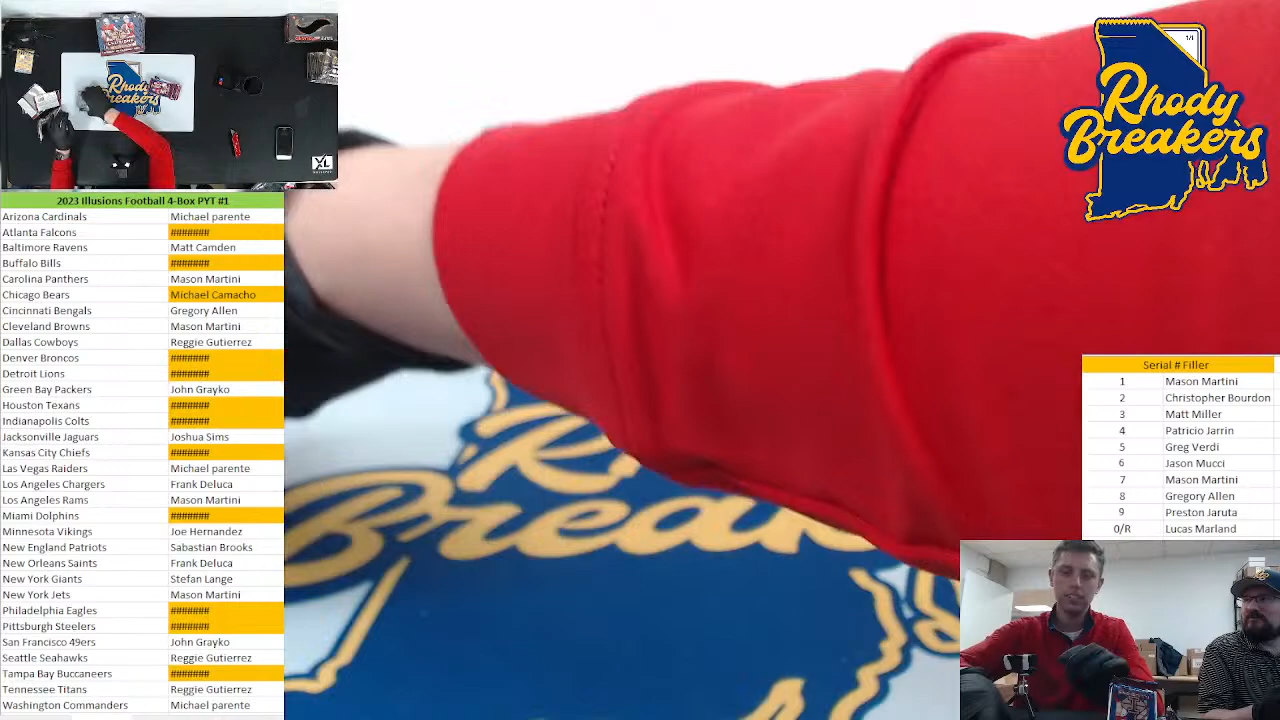 Rhody
Breakers
XL
2023 Illusions Football 4-Box PYT #1
Arizona Cardinals Michael parente
Atlanta Falcons #######
Baltimore Ravens Matt Camden
Buffalo Bills #######
Carolina Panthers Mason Martini
Chicago Bears Michael Camacho
Cincinnati Bengals Gregory Allen
Cleveland Browns Mason Martini
Dallas Cowboys Reggie Gutierrez
Denver Broncos #######
Detroit Lions #######
Green Bay Packers John Grayko
Houston Texans #######
Indianapolis Colts #######
Jacksonville Jaguars Joshua Sims
Kansas City Chiefs #######
Las Vegas Raiders Michael parente
Los Angeles Chargers Frank Deluca
Los Angeles Rams Mason Martini
Miami Dolphins #######
Minnesota Vikings Joe Hernandez
New England Patriots Sabastian Brooks
New Orleans Saints Frank Deluca
New York Giants Stefan Lange
New York Jets Mason Martini
Philadelphia Eagles #######
Pittsburgh Steelers #######
San Francisco 49ers John Grayko
Seattle Seahawks Reggie Gutierrez
Tampa Bay Buccaneers #######
Tennessee Titans Reggie Gutierrez
Washington Commanders Michael parente
1/1
Rhody
Breakers
Serial # Filler
1 Mason Martini
2 Christopher Bourdon
3 Matt Miller
4 Patricio Jarrin
5 Greg Verdi
6 Jason Mucci
7 Mason Martini
8 Gregory Allen
9 Preston Jaruta
0/R Lucas Marland